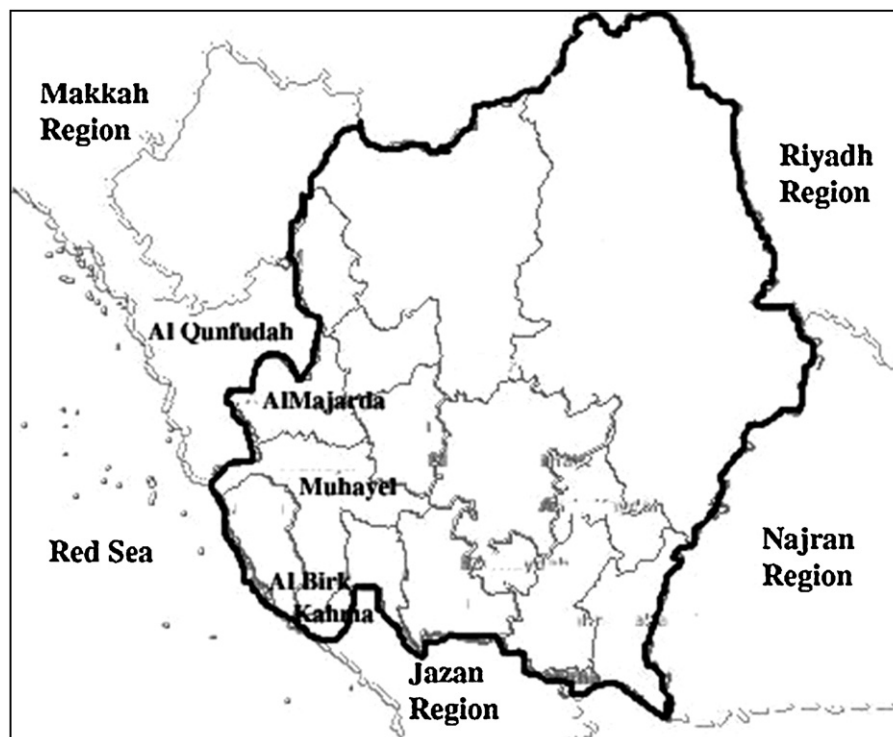 Makkah
Region
Riyadh
Region
Al Qunfudah
AlMajarda
Muhayel
Red Sea
Najran
Region
Al Birk
Kahma
Jazan
Region